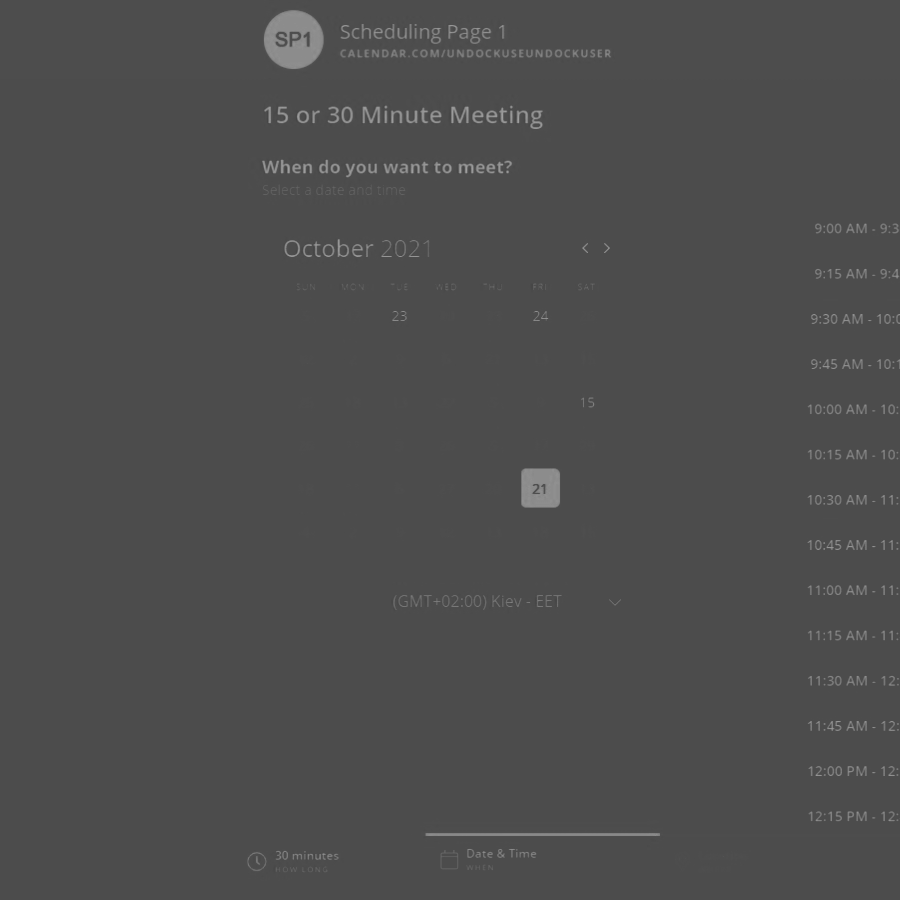 SP1
Scheduling Page 1
CALENDAR.COM/UNDOCKUSEUNDOCKUSER
15 or 30 Minute Meeting
When do you want to meet?
Select a date and time
October 2021
SUN MON TUE WED THU FRI SAT
23 24
15
21
(GMT+02:00) Kiev - EET
9:00 AM - 9:3
9:15 AM - 9:4
9:30 AM - 10:0
9:45 AM - 10:1
10:00 AM - 10:
10:15 AM - 10:
10:30 AM - 11:
10:45 AM - 11:
11:00 AM - 11:
11:15 AM - 11:
11:30 AM - 12:
11:45 AM - 12:
12:00 PM - 12:
12:15 PM - 12:
30 minutes
HOW LONG
Date & Time
WHEN